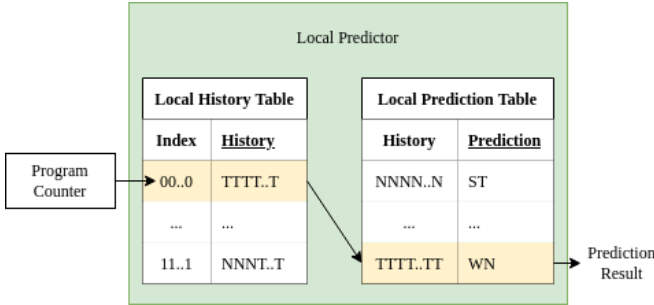 Local Predictor
Local History Table
Index History
00..0 TTTT..T
... ...
11..1 NNNT..T
Local Prediction Table
History Prediction
NNNN..N ST
... ...
TTTT..TT WN
Program
Counter
Prediction
Result